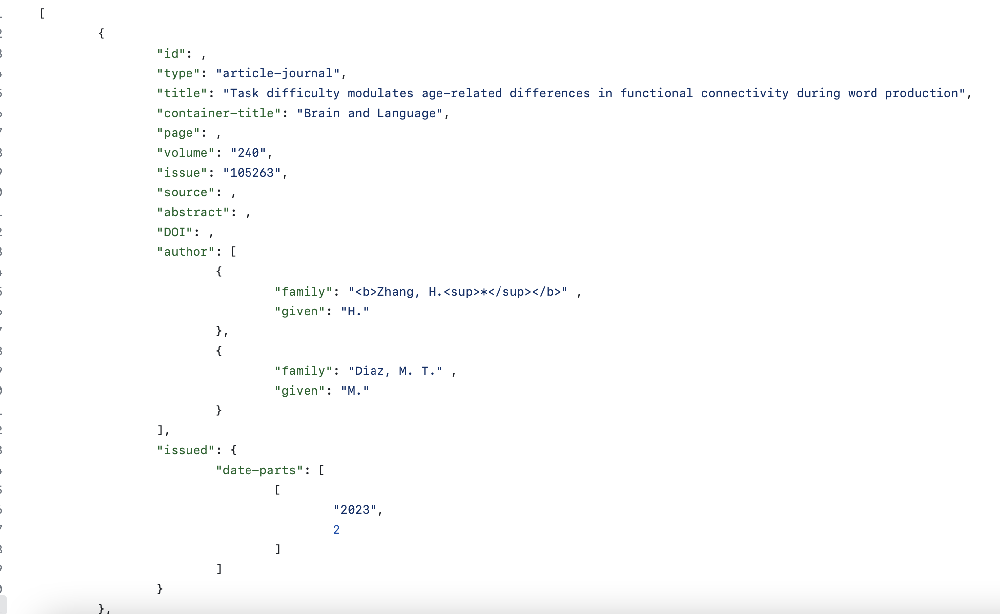 [
{
"id": ,
"type": "article-journal",
"title": "Task difficulty modulates age-related differences in functional connectivity during word production",
"container-title": "Brain and Language",
"page": ,
"volume": "240",
"issue": "105263",
"source": ,
"abstract": ,
"DOI": ,
"author": [
{
"family": "<b>Zhang, H.<sup>*</sup></b>" ,
"given": "H."
},
{
"family": "Diaz, M. T." ,
"given": "M."
}
],
"issued": {
"date-parts": [
[
"2023",
2
]
]
}
},